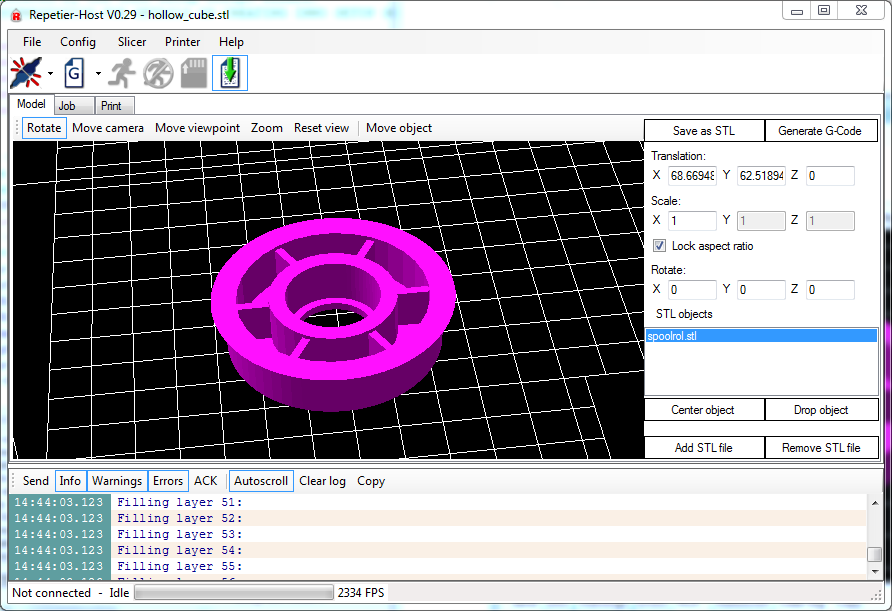 Repetier-Host V0.29 - hollow_cube.stl
File Config Slicer Printer Help
G
Model Job Print
Rotate Move camera Move viewpoint Zoom Reset view Move object
Save as STL Generate G-Code
Translation:
X 68.66948 Y 62.51894 Z 0
Scale:
X 1 Y 1 Z 1
Lock aspect ratio
Rotate:
X 0 Y 0 Z 0
STL objects
spoolrol.stl
Center object Drop object
Add STL file Remove STL file
Send Info Warnings Errors ACK Autoscroll Clear log Copy
14:44:03.123 Filling layer 51:
14:44:03.123 Filling layer 52:
14:44:03.123 Filling layer 53:
14:44:03.123 Filling layer 54:
14:44:03.123 Filling layer 55:
Not connected - Idle 2334 FPS